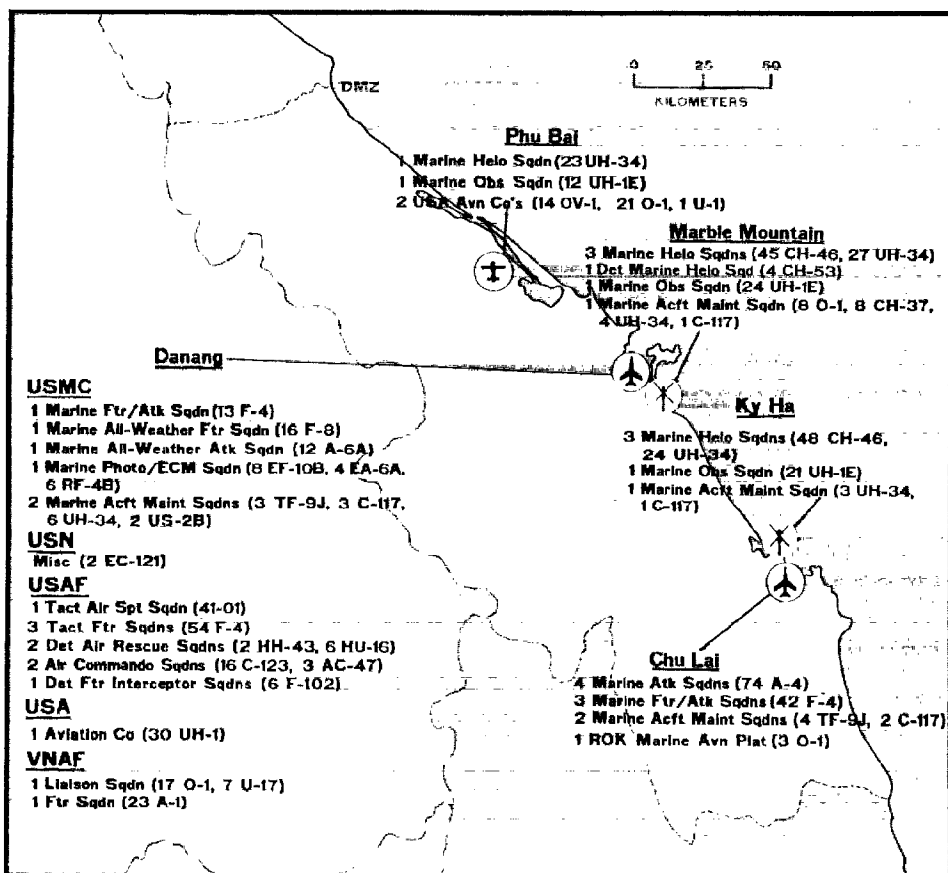 DMZ
0 25 50
KILOMETERS
Phu Bai
1 Marine Helo Sqdn (23 UH-34)
1 Marine Obs Sqdn (12 UH-1E)
2 USA Avn Co's (14 OV-1, 21 O-1, 1 U-1)
Marble Mountain
3 Marine Helo Sqdns (45 CH-46, 27 UH-34)
1 Det Marine Helo Sqd (4 CH-53)
1 Marine Obs Sqdn (24 UH-1E)
1 Marine Acft Maint Sqdn (8 O-1, 8 CH-37,
4 UH-34, 1 C-117)
Danang
USMC
1 Marine Ftr/Atk Sqdn (13 F-4)
1 Marine All-Weather Ftr Sqdn (16 F-8)
1 Marine All-Weather Atk Sqdn (12 A-6A)
1 Marine Photo/ECM Sqdn (8 EF-10B, 4 EA-6A,
6 RF-4B)
2 Marine Acft Maint Sqdns (3 TF-9J, 3 C-117,
6 UH-34, 2 US-2B)
USN
Misc (2 EC-121)
USAF
1 Tact Air Spt Sqdn (41-01)
3 Tact Ftr Sqdns (54 F-4)
2 Det Air Rescue Sqdns (2 HH-43, 6 HU-16)
2 Air Commando Sqdns (16 C-123, 3 AC-47)
1 Det Ftr Interceptor Sqdns (6 F-102)
USA
1 Aviation Co (30 UH-1)
VNAF
1 Liaison Sqdn (17 O-1, 7 U-17)
1 Ftr Sqdn (23 A-1)
Ky Ha
3 Marine Helo Sqdns (48 CH-46,
24 UH-34)
1 Marine Obs Sqdn (21 UH-1E)
1 Marine Acft Maint Sqdn (3 UH-34,
1 C-117)
Chu Lai
4 Marine Atk Sqdns (74 A-4)
3 Marine Ftr/Atk Sqdns (42 F-4)
2 Marine Acft Maint Sqdns (4 TF-9J, 2 C-117)
1 ROK Marine Avn Plat (3 O-1)